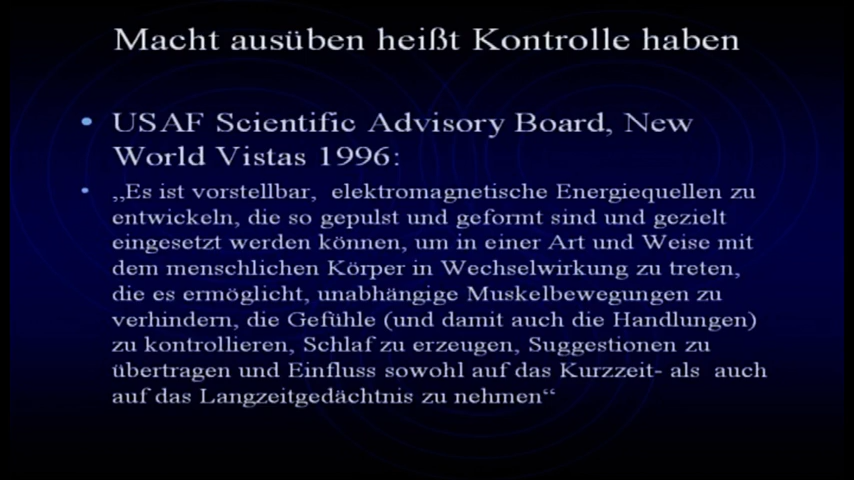 Macht ausüben heißt Kontrolle haben
• USAF Scientific Advisory Board, New
World Vistas 1996:
• „Es ist vorstellbar, elektromagnetische Energiequellen zu
entwickeln, die so gepulst und geformt sind und gezielt
eingesetzt werden können, um in einer Art und Weise mit
dem menschlichen Körper in Wechselwirkung zu treten,
die es ermöglicht, unabhängige Muskelbewegungen zu
verhindern, die Gefühle (und damit auch die Handlungen)
zu kontrollieren, Schlaf zu erzeugen, Suggestionen zu
übertragen und Einfluss sowohl auf das Kurzzeit- als auch
auf das Langzeitgedächtnis zu nehmen“